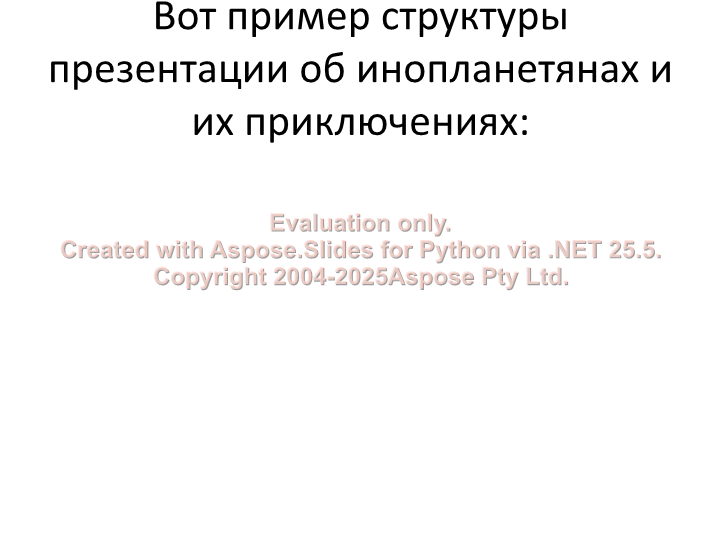 Вот пример структуры
презентации об инопланетянах и
их приключениях:
Evaluation only.
Created with Aspose.Slides for Python via .NET 25.5.
Copyright 2004-2025Aspose Pty Ltd.